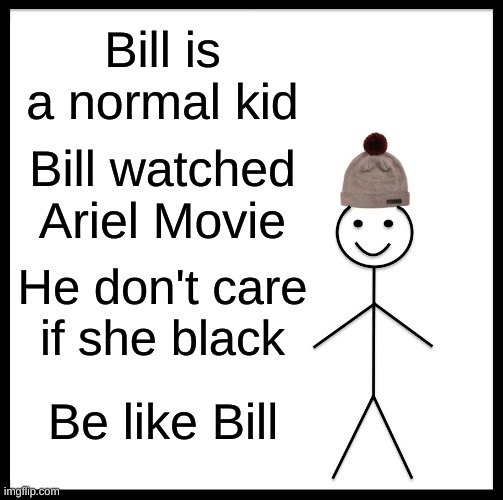 Bill is
a normal kid
Bill watched
Ariel Movie
He don't care
if she black
Be like Bill
imgflip.com